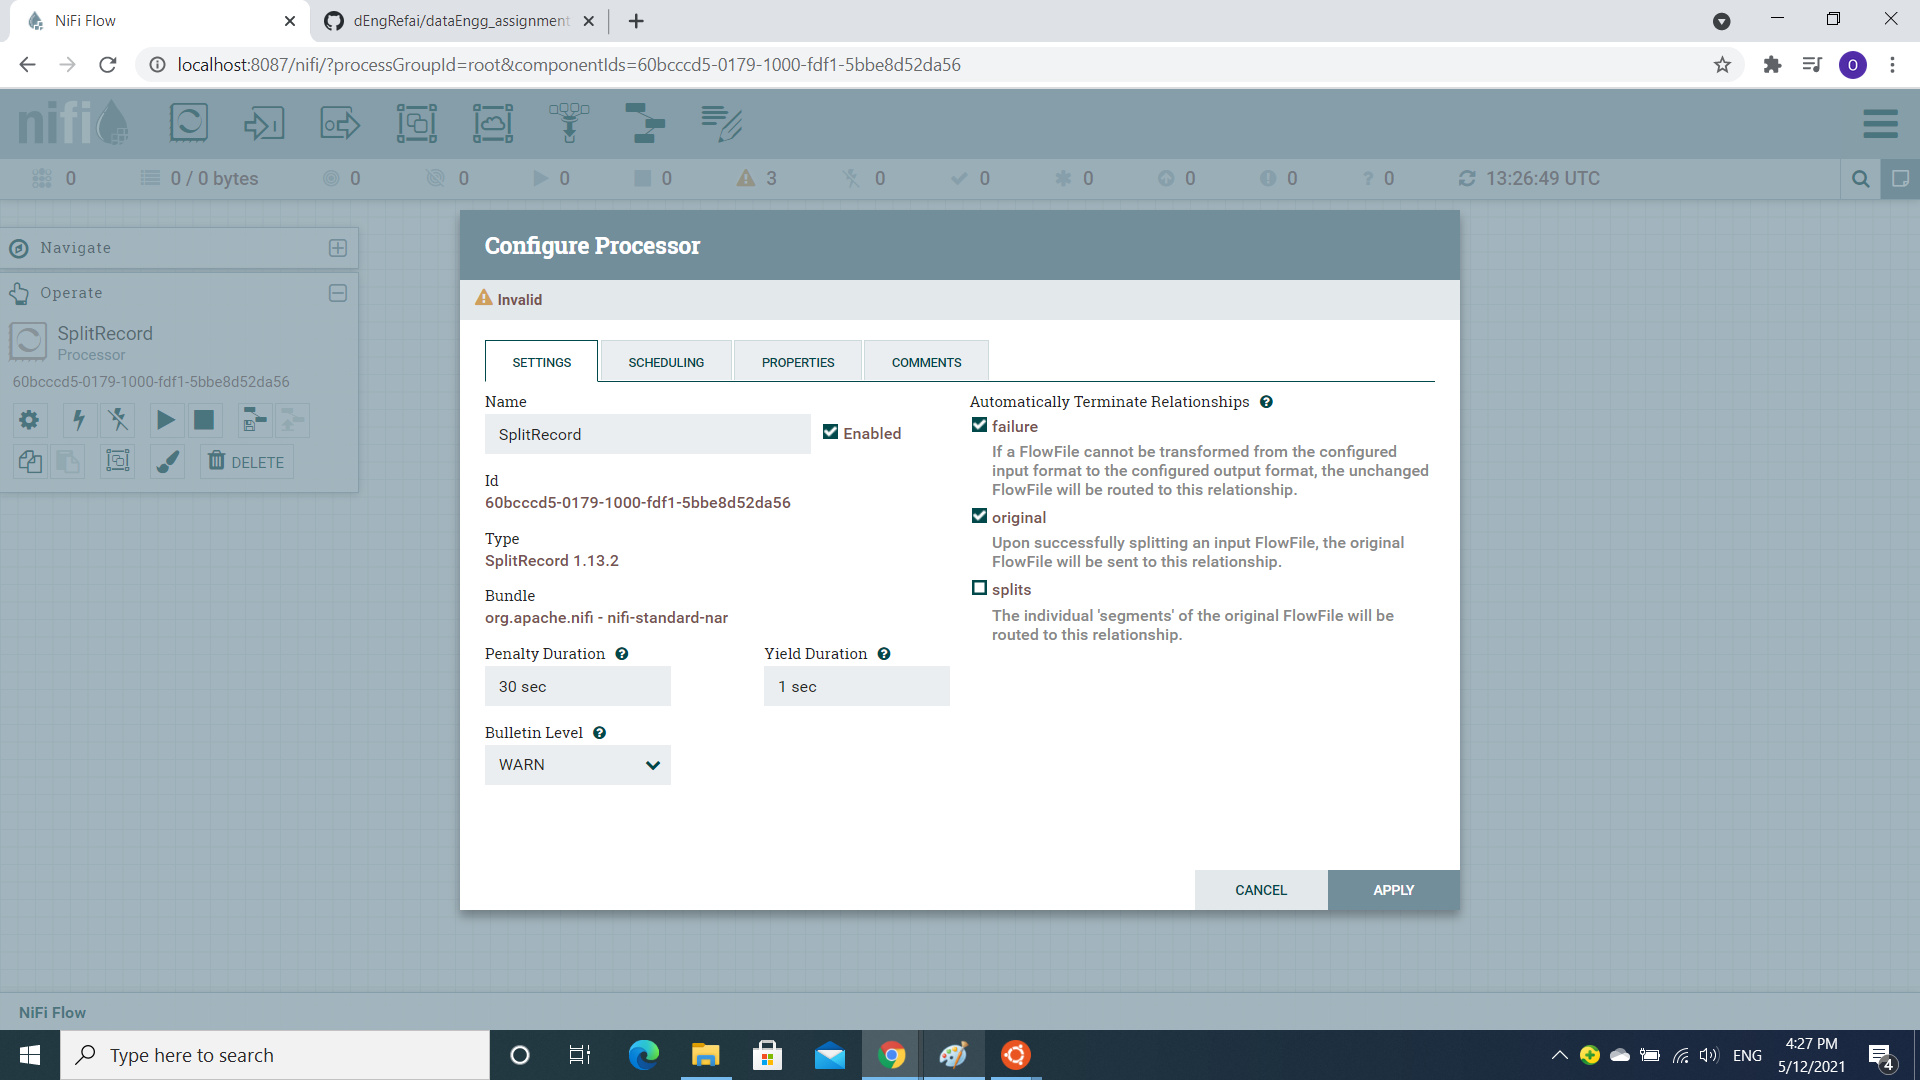 NiFi Flow
dEngRefai/dataEngg_assignment
localhost:8087/nifi/?processGroupId=root&componentIds=60bcccd5-0179-1000-fdf1-5bbe8d52da56
O
nifi
0
0 / 0 bytes
0
0
0
0
3
0
0
0
0
0
? 0
13:26:49 UTC
Navigate
Operate
SplitRecord
Processor
60bcccd5-0179-1000-fdf1-5bbe8d52da56
DELETE
Configure Processor
Invalid
SETTINGS
SCHEDULING
PROPERTIES
COMMENTS
Name
SplitRecord
Enabled
Id
60bcccd5-0179-1000-fdf1-5bbe8d52da56
Type
SplitRecord 1.13.2
Bundle
org.apache.nifi - nifi-standard-nar
Penalty Duration
30 sec
Yield Duration
1 sec
Bulletin Level
WARN
Automatically Terminate Relationships
failure
If a FlowFile cannot be transformed from the configured
input format to the configured output format, the unchanged
FlowFile will be routed to this relationship.
original
Upon successfully splitting an input FlowFile, the original
FlowFile will be sent to this relationship.
splits
The individual 'segments' of the original FlowFile will be
routed to this relationship.
CANCEL
APPLY
NiFi Flow
Type here to search
ENG
4:27 PM
5/12/2021
4